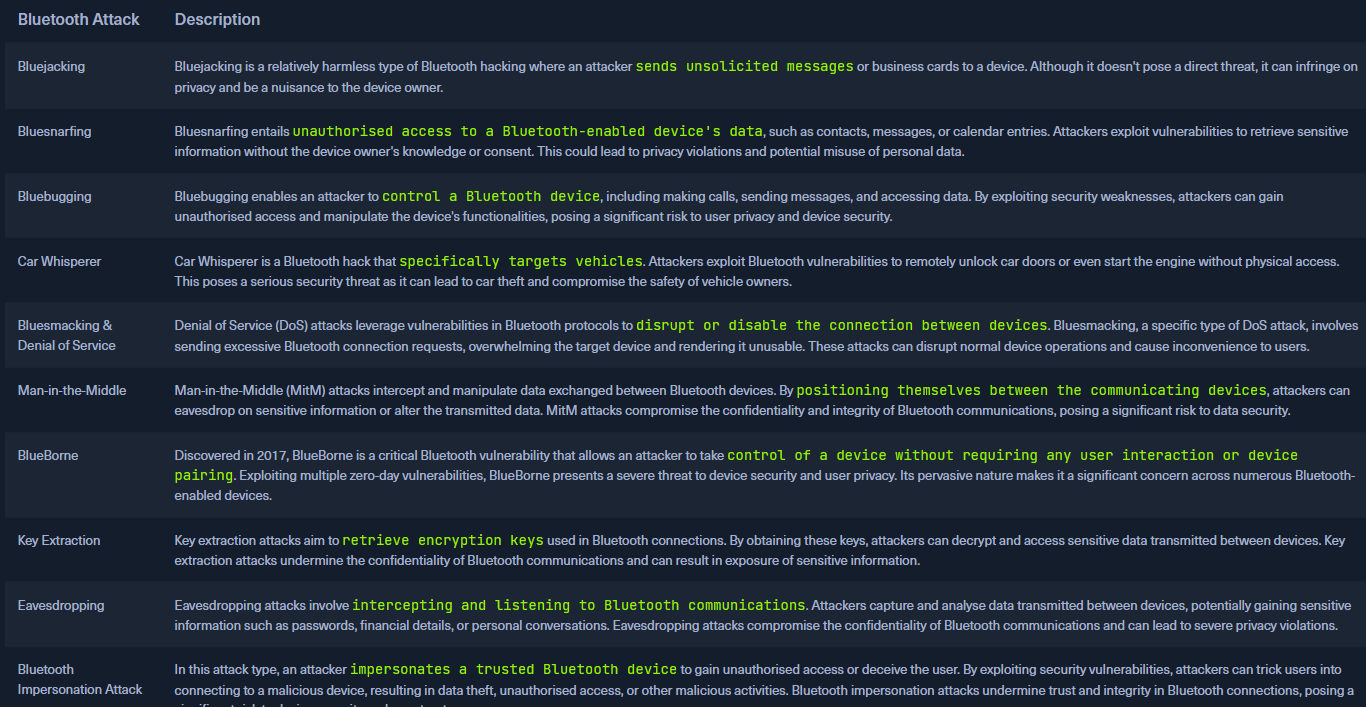 Bluetooth Attack Description
Bluejacking Bluejacking is a relatively harmless type of Bluetooth hacking where an attacker sends unsolicited messages or business cards to a device. Although it doesn't pose a direct threat, it can infringe on
privacy and be a nuisance to the device owner.
Bluesnarfing Bluesnarfing entails unauthorised access to a Bluetooth-enabled device's data, such as contacts, messages, or calendar entries. Attackers exploit vulnerabilities to retrieve sensitive
information without the device owner's knowledge or consent. This could lead to privacy violations and potential misuse of personal data.
Bluebugging Bluebugging enables an attacker to control a Bluetooth device, including making calls, sending messages, and accessing data. By exploiting security weaknesses, attackers can gain
unauthorised access and manipulate the device's functionalities, posing a significant risk to user privacy and device security.
Car Whisperer Car Whisperer is a Bluetooth hack that specifically targets vehicles. Attackers exploit Bluetooth vulnerabilities to remotely unlock car doors or even start the engine without physical access.
This poses a serious security threat as it can lead to car theft and compromise the safety of vehicle owners.
Bluesmacking & Denial of Service (DoS) attacks leverage vulnerabilities in Bluetooth protocols to disrupt or disable the connection between devices. Bluesmacking, a specific type of DoS attack, involves
Denial of Service sending excessive Bluetooth connection requests, overwhelming the target device and rendering it unusable. These attacks can disrupt normal device operations and cause inconvenience to users.
Man-in-the-Middle Man-in-the-Middle (MitM) attacks intercept and manipulate data exchanged between Bluetooth devices. By positioning themselves between the communicating devices, attackers can
eavesdrop on sensitive information or alter the transmitted data. MitM attacks compromise the confidentiality and integrity of Bluetooth communications, posing a significant risk to data security.
BlueBorne Discovered in 2017, BlueBorne is a critical Bluetooth vulnerability that allows an attacker to take control of a device without requiring any user interaction or device
pairing. Exploiting multiple zero-day vulnerabilities, BlueBorne presents a severe threat to device security and user privacy. Its pervasive nature makes it a significant concern across numerous Bluetooth-
enabled devices.
Key Extraction Key extraction attacks aim to retrieve encryption keys used in Bluetooth connections. By obtaining these keys, attackers can decrypt and access sensitive data transmitted between devices. Key
extraction attacks undermine the confidentiality of Bluetooth communications and can result in exposure of sensitive information.
Eavesdropping Eavesdropping attacks involve intercepting and listening to Bluetooth communications. Attackers capture and analyse data transmitted between devices, potentially gaining sensitive
information such as passwords, financial details, or personal conversations. Eavesdropping attacks compromise the confidentiality of Bluetooth communications and can lead to severe privacy violations.
Bluetooth In this attack type, an attacker impersonates a trusted Bluetooth device to gain unauthorised access or deceive the user. By exploiting security vulnerabilities, attackers can trick users into
Impersonation Attack connecting to a malicious device, resulting in data theft, unauthorised access, or other malicious activities. Bluetooth impersonation attacks undermine trust and integrity in Bluetooth connections, posing a